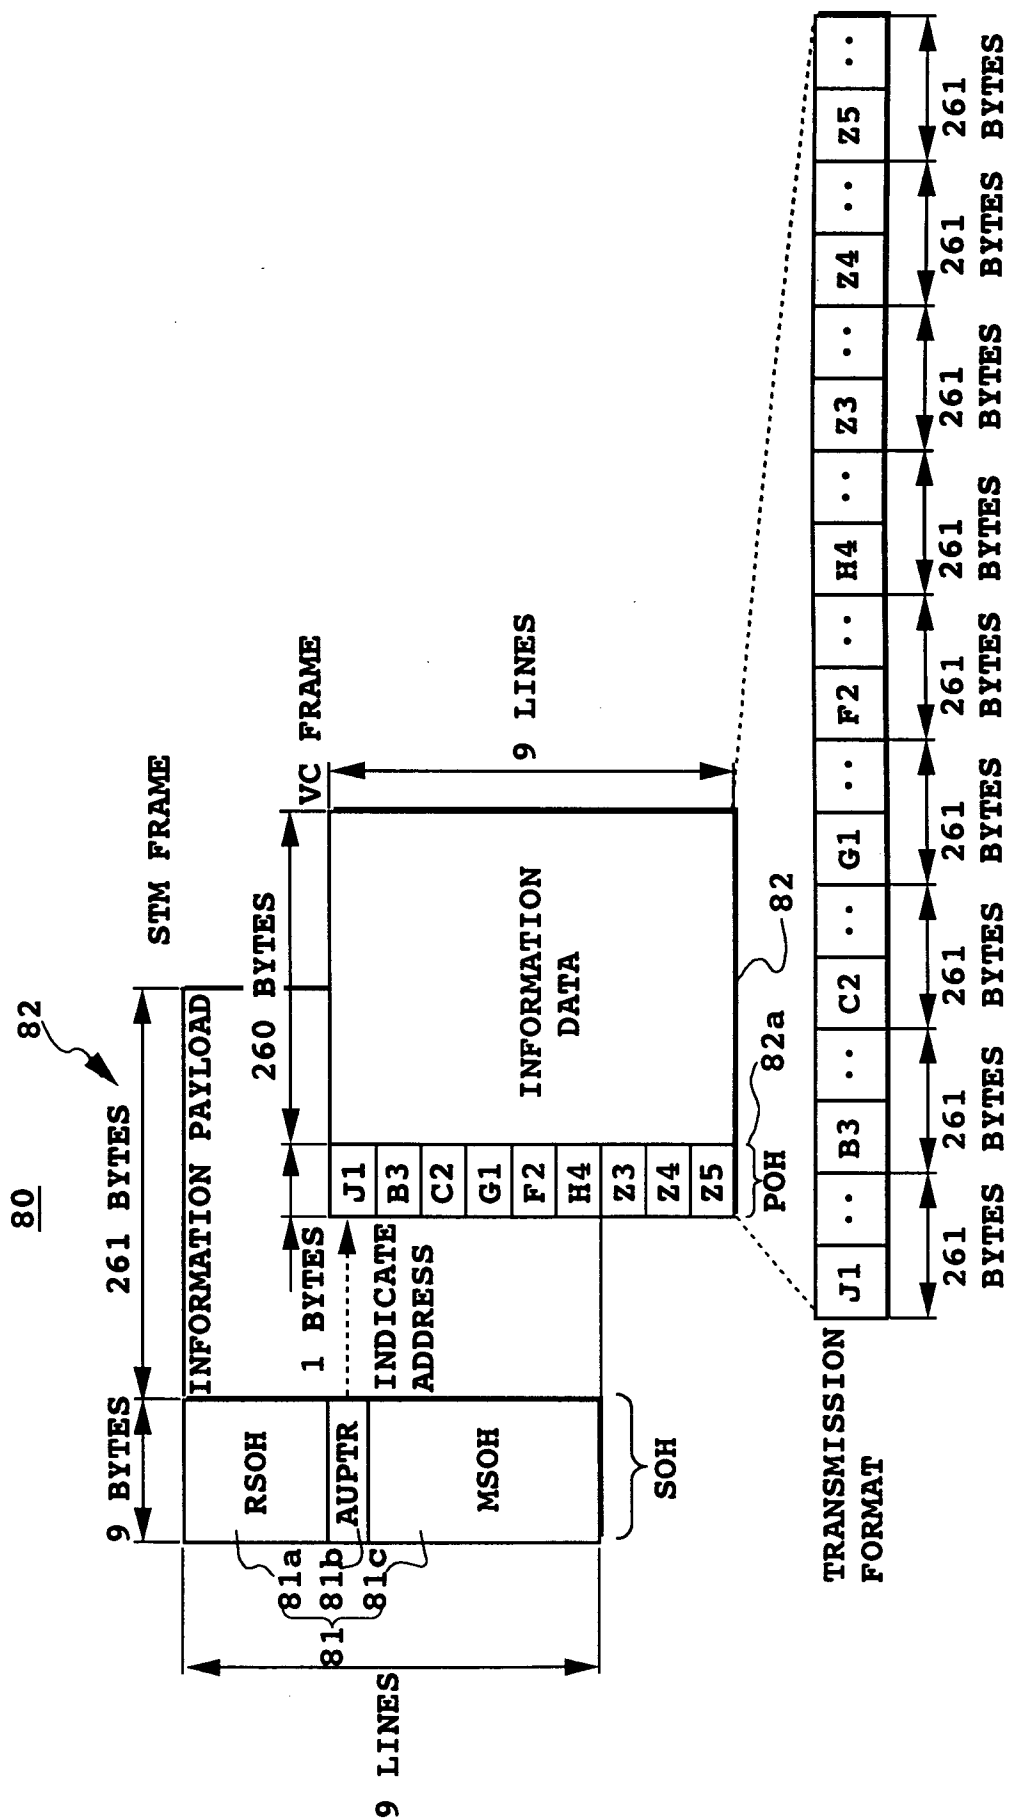 80
82
STM FRAME
9 BYTES
261 BYTES
INFORMATION PAYLOAD
260 BYTES
VC FRAME
1 BYTES
RSOH
AUPTR
MSOH
SOH
81a
81b
81c
81
9 LINES
INDICATE
ADDRESS
J1
B3
C2
G1
F2
H4
Z3
Z4
Z5
INFORMATION
DATA
9 LINES
POH
82a
82
TRANSMISSION
FORMAT
J1 ·· B3 ·· C2 ·· G1 ·· F2 ·· H4 ·· Z3 ·· Z4 ·· Z5 ··
261 261 261 261 261 261 261 261 261
BYTES BYTES BYTES BYTES BYTES BYTES BYTES BYTES BYTES